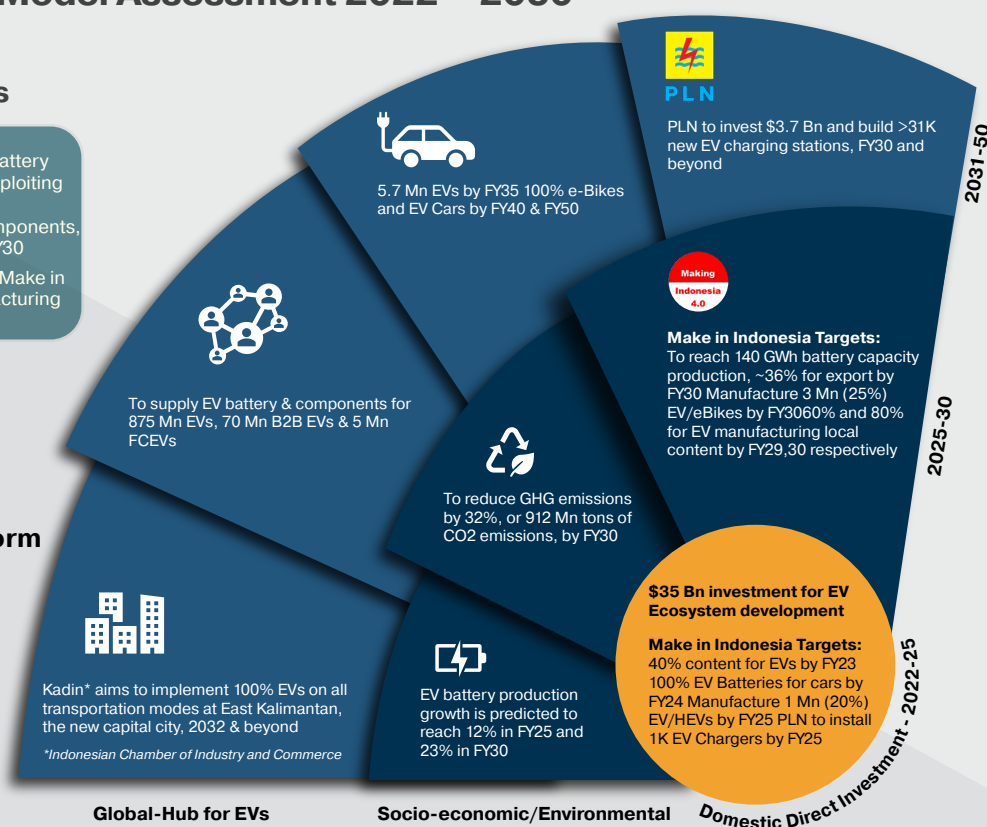 Model Assessment 2022 – 2050
PLN
PLN to invest $3.7 Bn and build >31K
new EV charging stations, FY30 and
beyond
2031-50
5.7 Mn EVs by FY35 100% e-Bikes
and EV Cars by FY40 & FY50
Making
Indonesia
4.0
Make in Indonesia Targets:
To reach 140 GWh battery capacity
production, ~36% for export by
FY30 Manufacture 3 Mn (25%)
EV/eBikes by FY3060% and 80%
for EV manufacturing local
content by FY29,30 respectively
2025-30
To supply EV battery & components for
875 Mn EVs, 70 Mn B2B EVs & 5 Mn
FCEVs
To reduce GHG emissions
by 32%, or 912 Mn tons of
CO2 emissions, by FY30
$35 Bn investment for EV
Ecosystem development
Make in Indonesia Targets:
40% content for EVs by FY23
100% EV Batteries for cars by
FY24 Manufacture 1 Mn (20%)
EV/HEVs by FY25 PLN to install
1K EV Chargers by FY25
Domestic Direct Investment - 2022-25
Kadin* aims to implement 100% EVs on all
transportation modes at East Kalimantan,
the new capital city, 2032 & beyond
*Indonesian Chamber of Industry and Commerce
EV battery production
growth is predicted to
reach 12% in FY25 and
23% in FY30
Global-Hub for EVs
Socio-economic/Environmental
s
attery
ploiting
mponents,
Y30
Make in
cturing
orm